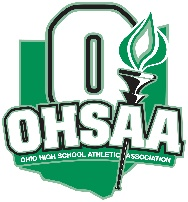 O
OHSAA
OHIO HIGH SCHOOL ATHLETIC ASSOCIATION